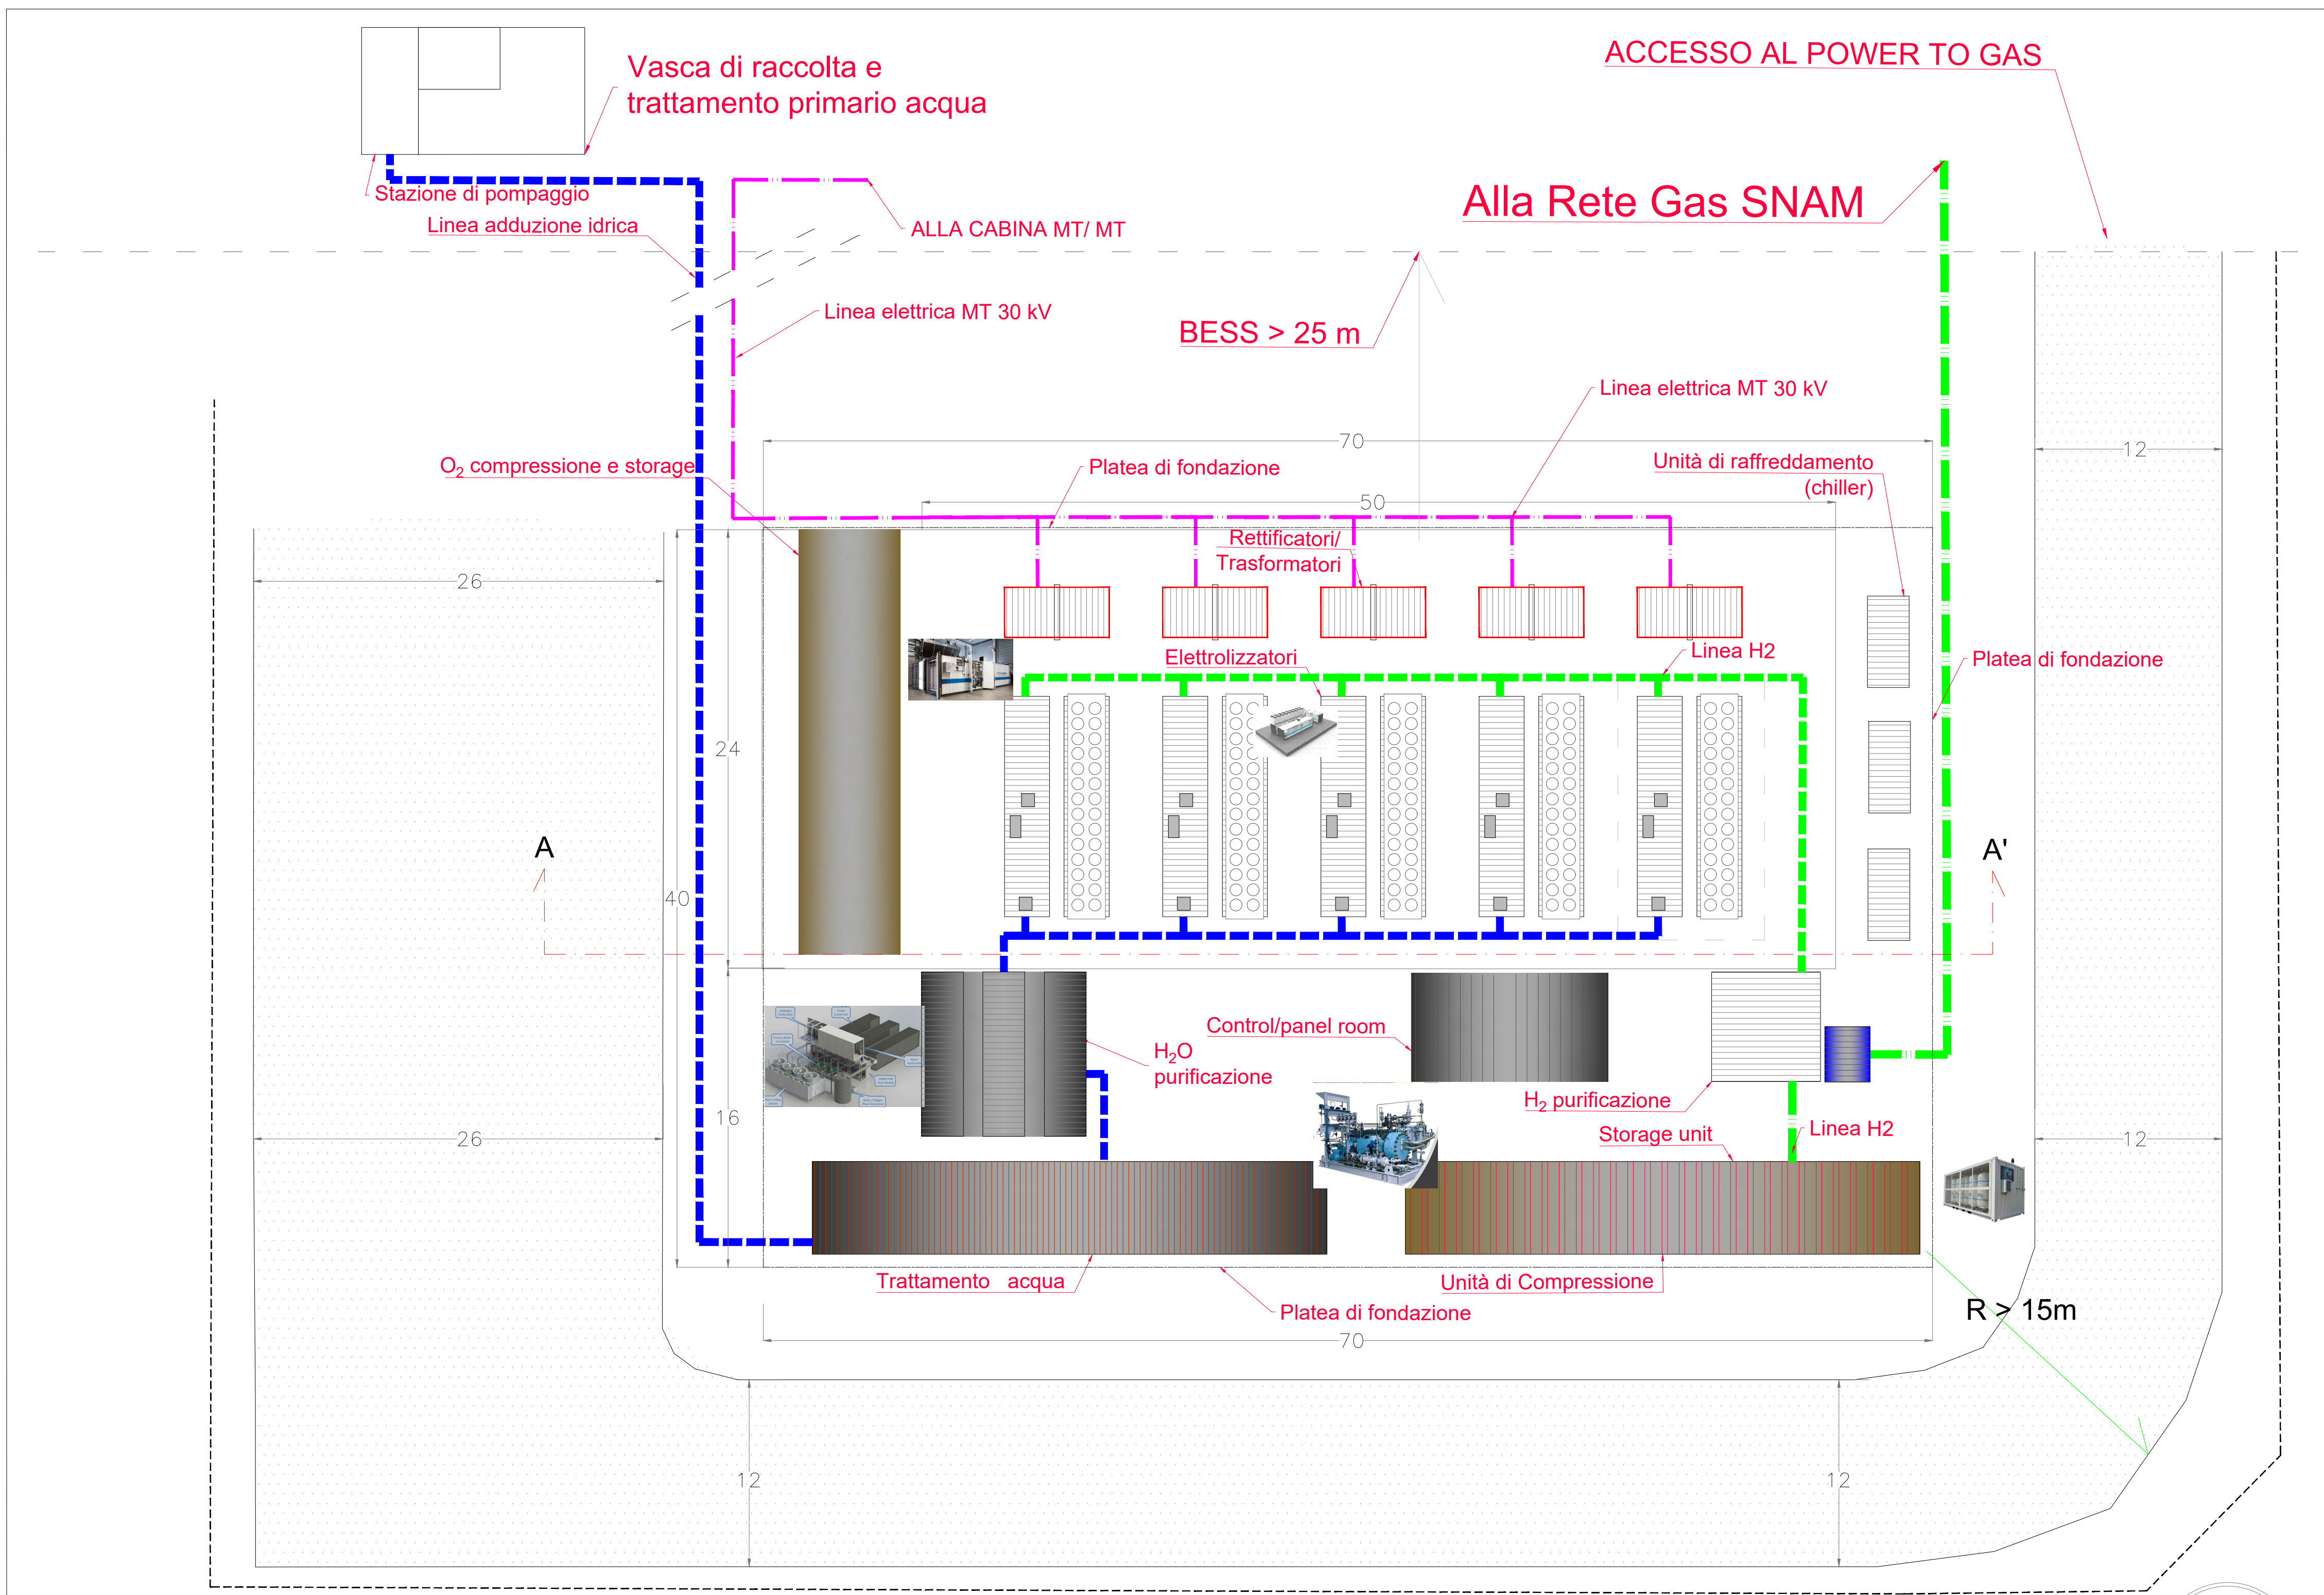 ACCESSO AL POWER TO GAS
Vasca di raccolta e
trattamento primario acqua
Stazione di pompaggio
Linea adduzione idrica
ALLA CABINA MT/ MT
Alla Rete Gas SNAM
Linea elettrica MT 30 kV
BESS > 25 m
Linea elettrica MT 30 kV
70
12
O₂ compressione e storage
Platea di fondazione
Unità di raffreddamento
(chiller)
50
Rettificatori/
Trasformatori
26
Elettrolizzatori
Linea H2
Platea di fondazione
24
A
A'
40
Control/panel room
H₂O
purificazione
H₂ purificazione
16
Storage unit
Linea H2
26
12
Trattamento acqua
Unità di Compressione
Platea di fondazione
R > 15m
70
12
12